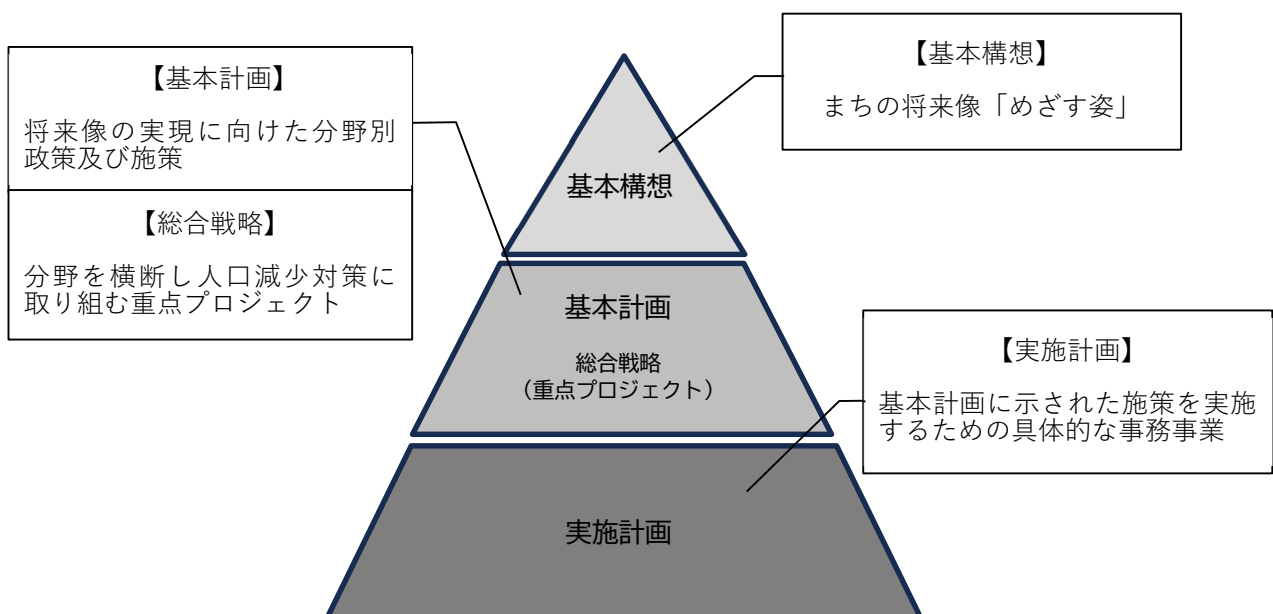 【基本構想】
まちの将来像「めざす姿」
【基本計画】
将来像の実現に向けた分野別
政策及び施策
【総合戦略】
分野を横断し人口減少対策に
取り組む重点プロジェクト
基本構想
基本計画
総合戦略
（重点プロジェクト）
【実施計画】
基本計画に示された施策を実施
するための具体的な事務事業
実施計画